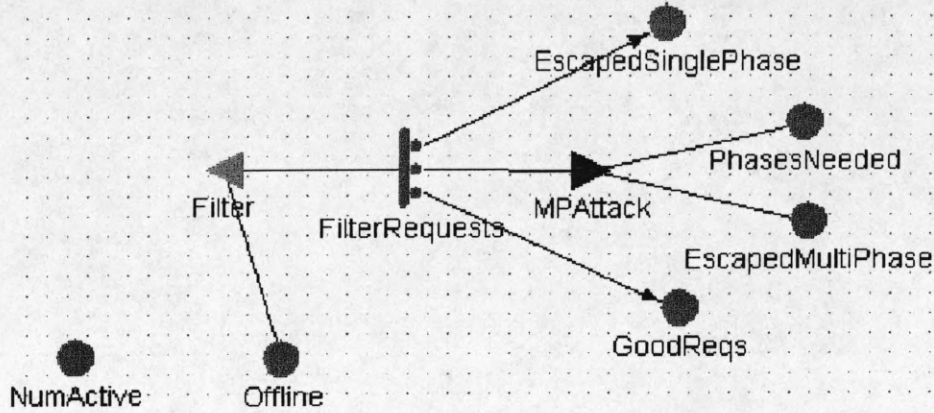 EscapedSinglePhase
PhasesNeeded
Filter
MPAttack
FilterRequests
EscapedMultiPhase
GoodReqs
NumActive
Offline